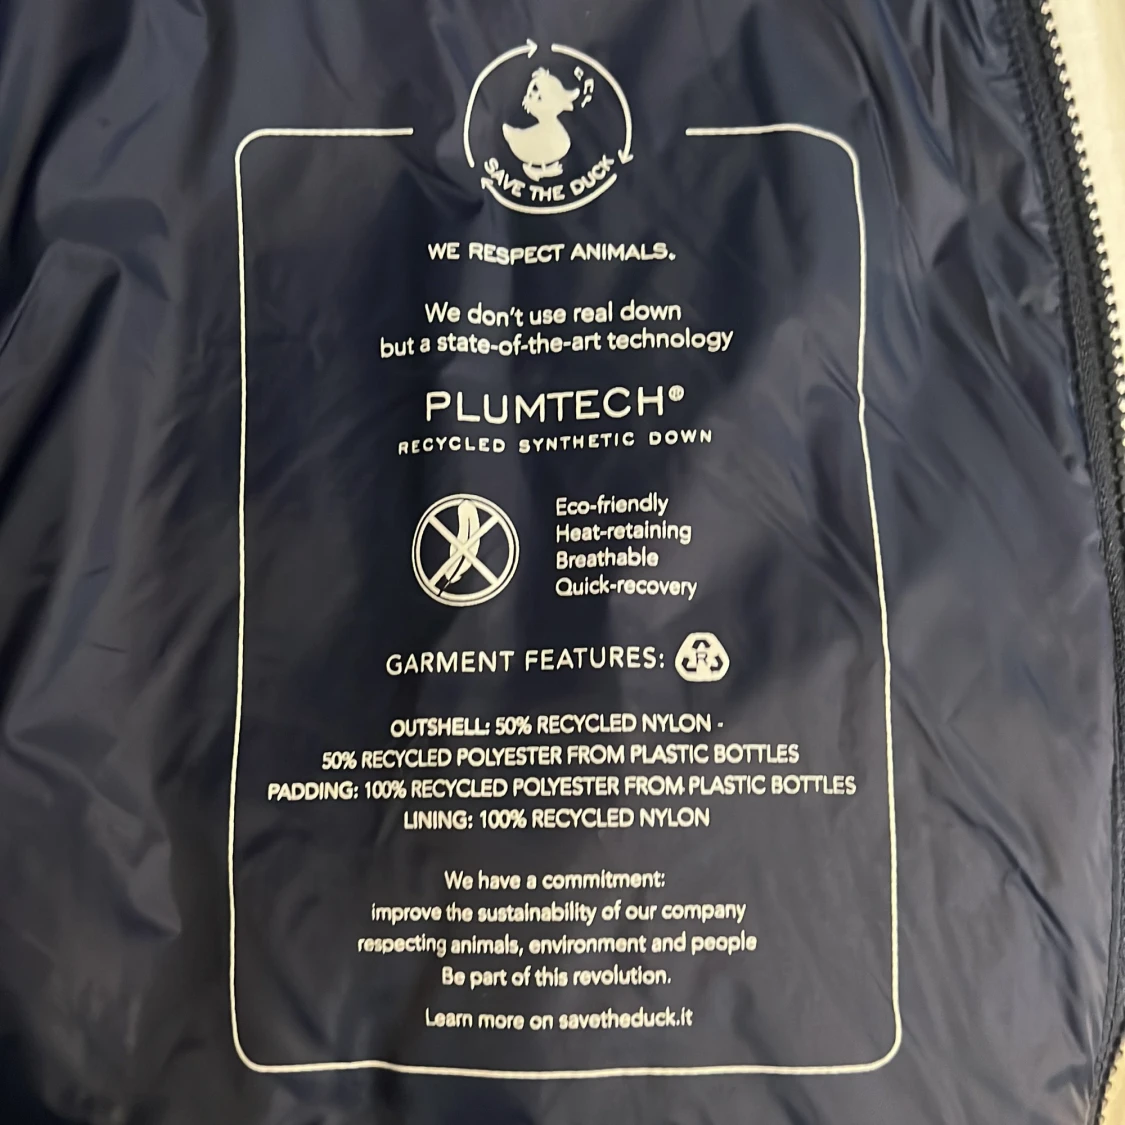 SAVE THE DUCK
WE RESPECT ANIMALS.
We don't use real down
but a state-of-the-art technology
PLUMTECH®
RECYCLED SYNTHETIC DOWN
Eco-friendly
Heat-retaining
Breathable
Quick-recovery
GARMENT FEATURES: R
OUTSHELL: 50% RECYCLED NYLON -
50% RECYCLED POLYESTER FROM PLASTIC BOTTLES
PADDING: 100% RECYCLED POLYESTER FROM PLASTIC BOTTLES
LINING: 100% RECYCLED NYLON
We have a commitment:
improve the sustainability of our company
respecting animals, environment and people
Be part of this revolution.
Learn more on savetheduck.it